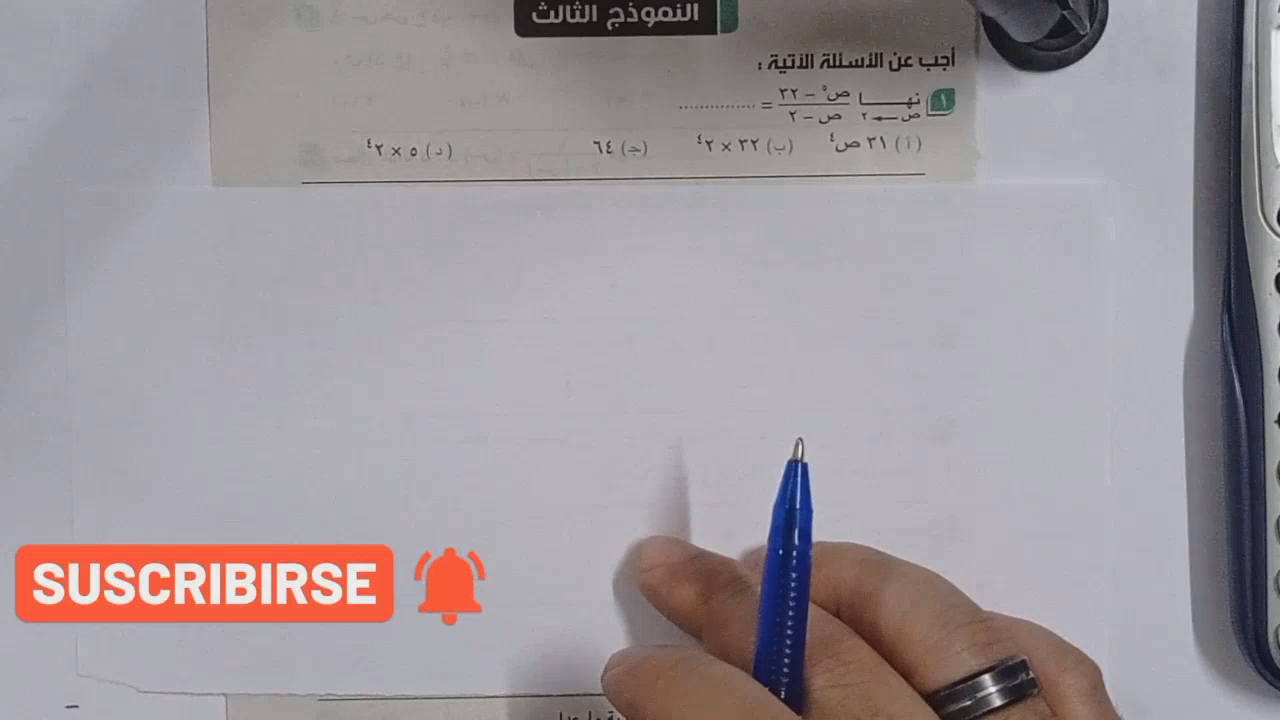 النموذج الثالث
أجب عن الأسئلة الآتية :
١ نهـــا ص ← ٢ (ص^٥ − ٣٢) / (ص − ٢) = ...............
(أ) ٣١ ص^٤ (ب) ٣٢ × ٢^٤ (جـ) ٦٤ (د) ٥ × ٢^٤
SUSCRIBIRSE